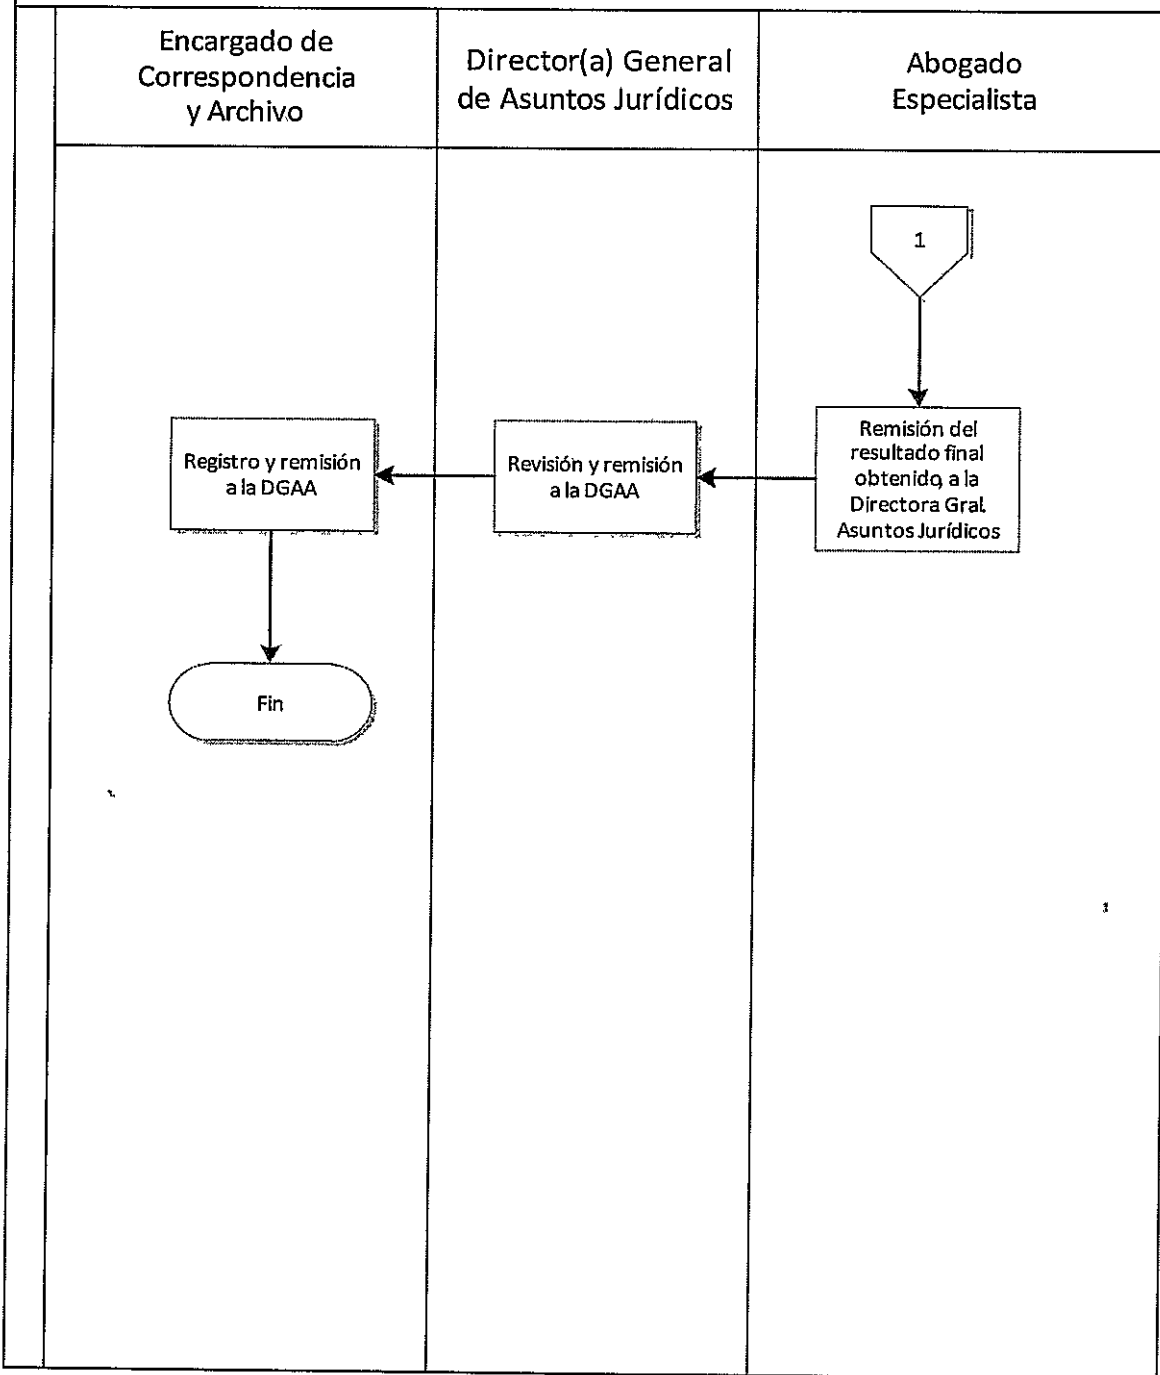 Encargado de
Correspondencia
y Archivo
Director(a) General
de Asuntos Jurídicos
Abogado
Especialista
1
Remisión del
resultado final
obtenido, a la
Directora Gral.
Asuntos Jurídicos
Revisión y remisión
a la DGAA
Registro y remisión
a la DGAA
Fin